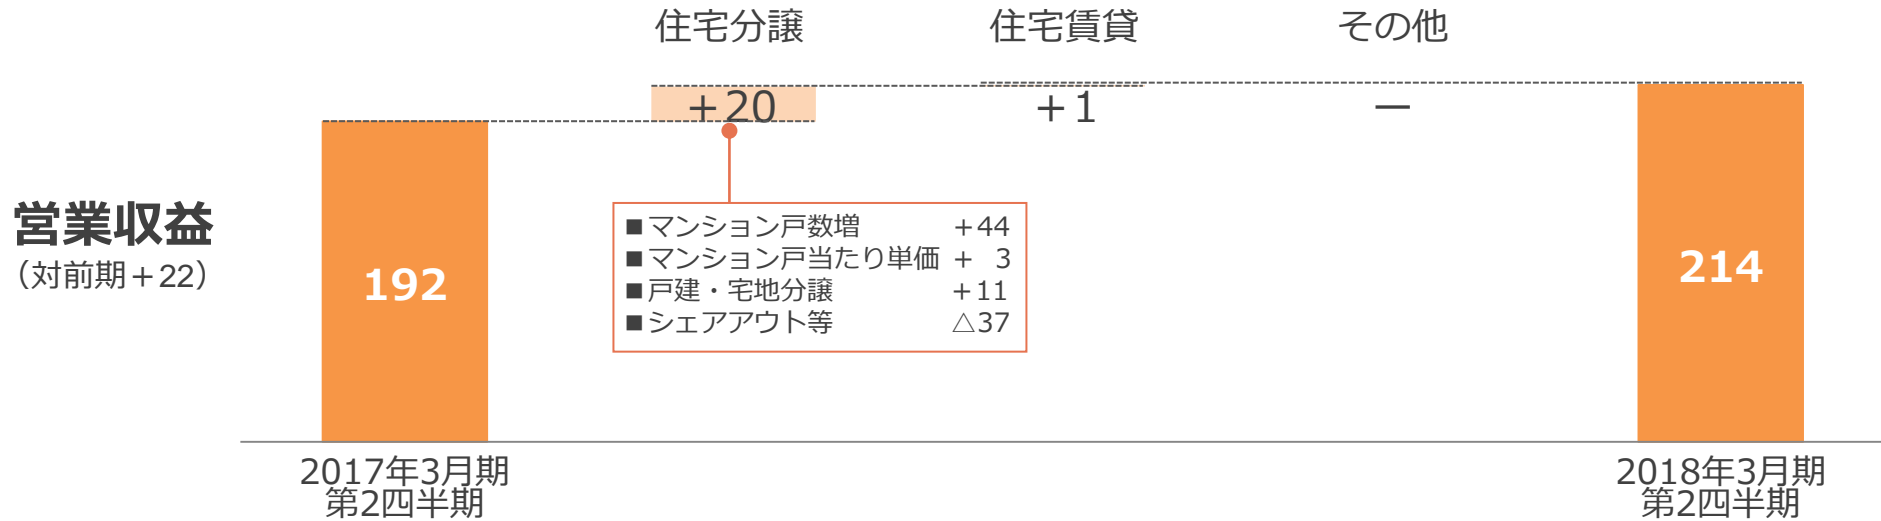 住宅分譲 住宅賃貸 その他
＋20 ＋1 －
営業収益
（対前期＋22）
192
■マンション戸数増 ＋44
■マンション戸当たり単価 ＋ 3
■戸建・宅地分譲 ＋11
■シェアアウト等 △37
214
2017年3月期
第2四半期
2018年3月期
第2四半期